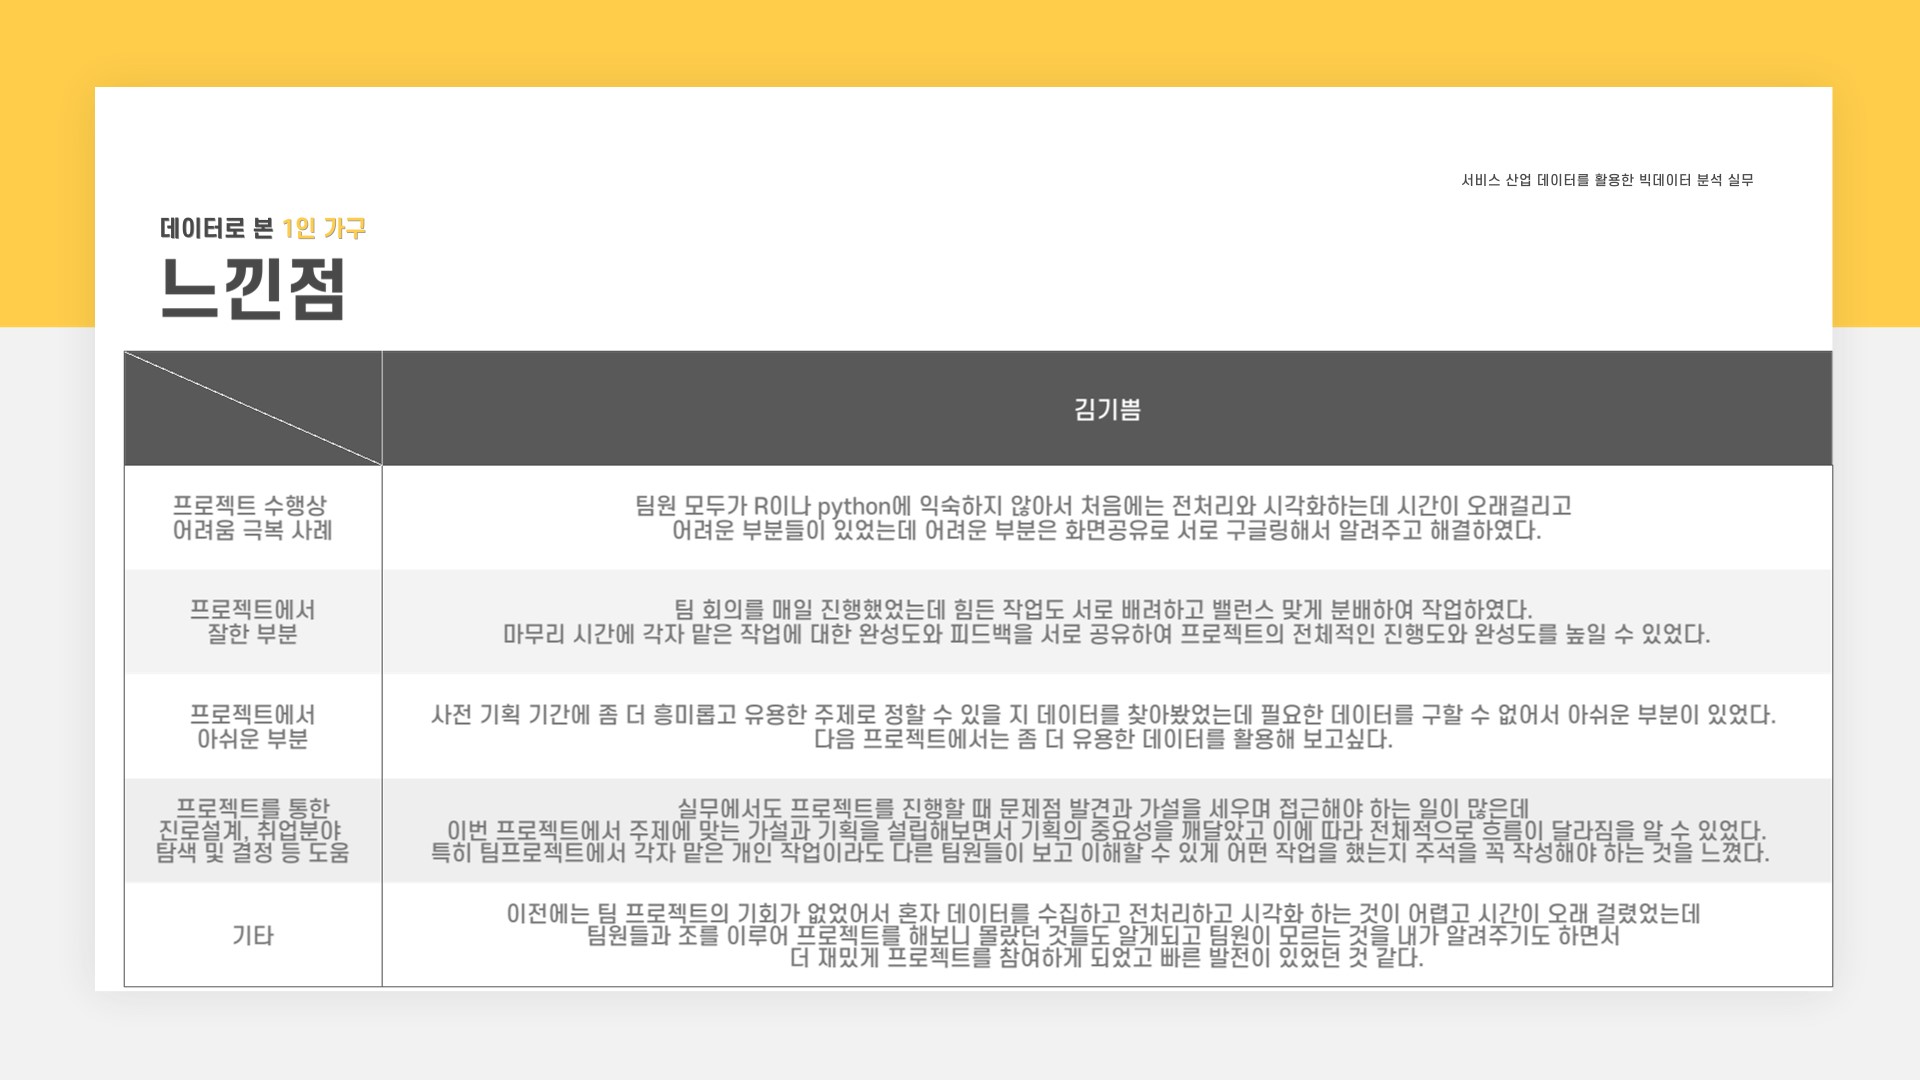 서비스 산업 데이터를 활용한 빅데이터 분석 실무
데이터로 본 1인 가구
느낀점
김기쁨
프로젝트 수행상
어려움 극복 사례
팀원 모두가 R이나 python에 익숙하지 않아서 처음에는 전처리와 시각화하는데 시간이 오래걸리고
어려운 부분들이 있었는데 어려운 부분은 화면공유로 서로 구글링해서 알려주고 해결하였다.
프로젝트에서
잘한 부분
팀 회의를 매일 진행했었는데 힘든 작업도 서로 배려하고 밸런스 맞게 분배하여 작업하였다.
마무리 시간에 각자 맡은 작업에 대한 완성도와 피드백을 서로 공유하여 프로젝트의 전체적인 진행도와 완성도를 높일 수 있었다.
프로젝트에서
아쉬운 부분
사전 기획 기간에 좀 더 흥미롭고 유용한 주제로 정할 수 있을 지 데이터를 찾아봤었는데 필요한 데이터를 구할 수 없어서 아쉬운 부분이 있었다.
다음 프로젝트에서는 좀 더 유용한 데이터를 활용해 보고싶다.
프로젝트를 통한
진로설계, 취업분야
탐색 및 결정 등 도움
실무에서도 프로젝트를 진행할 때 문제점 발견과 가설을 세우며 접근해야 하는 일이 많은데
이번 프로젝트에서 주제에 맞는 가설과 기획을 설립해보면서 기획의 중요성을 깨달았고 이에 따라 전체적으로 흐름이 달라짐을 알 수 있었다.
특히 팀프로젝트에서 각자 맡은 개인 작업이라도 다른 팀원들이 보고 이해할 수 있게 어떤 작업을 했는지 주석을 꼭 작성해야 하는 것을 느꼈다.
기타
이전에는 팀 프로젝트의 기회가 없었어서 혼자 데이터를 수집하고 전처리하고 시각화 하는 것이 어렵고 시간이 오래 걸렸었는데
팀원들과 조를 이루어 프로젝트를 해보니 몰랐던 것들도 알게되고 팀원이 모르는 것을 내가 알려주기도 하면서
더 재밌게 프로젝트를 참여하게 되었고 빠른 발전이 있었던 것 같다.